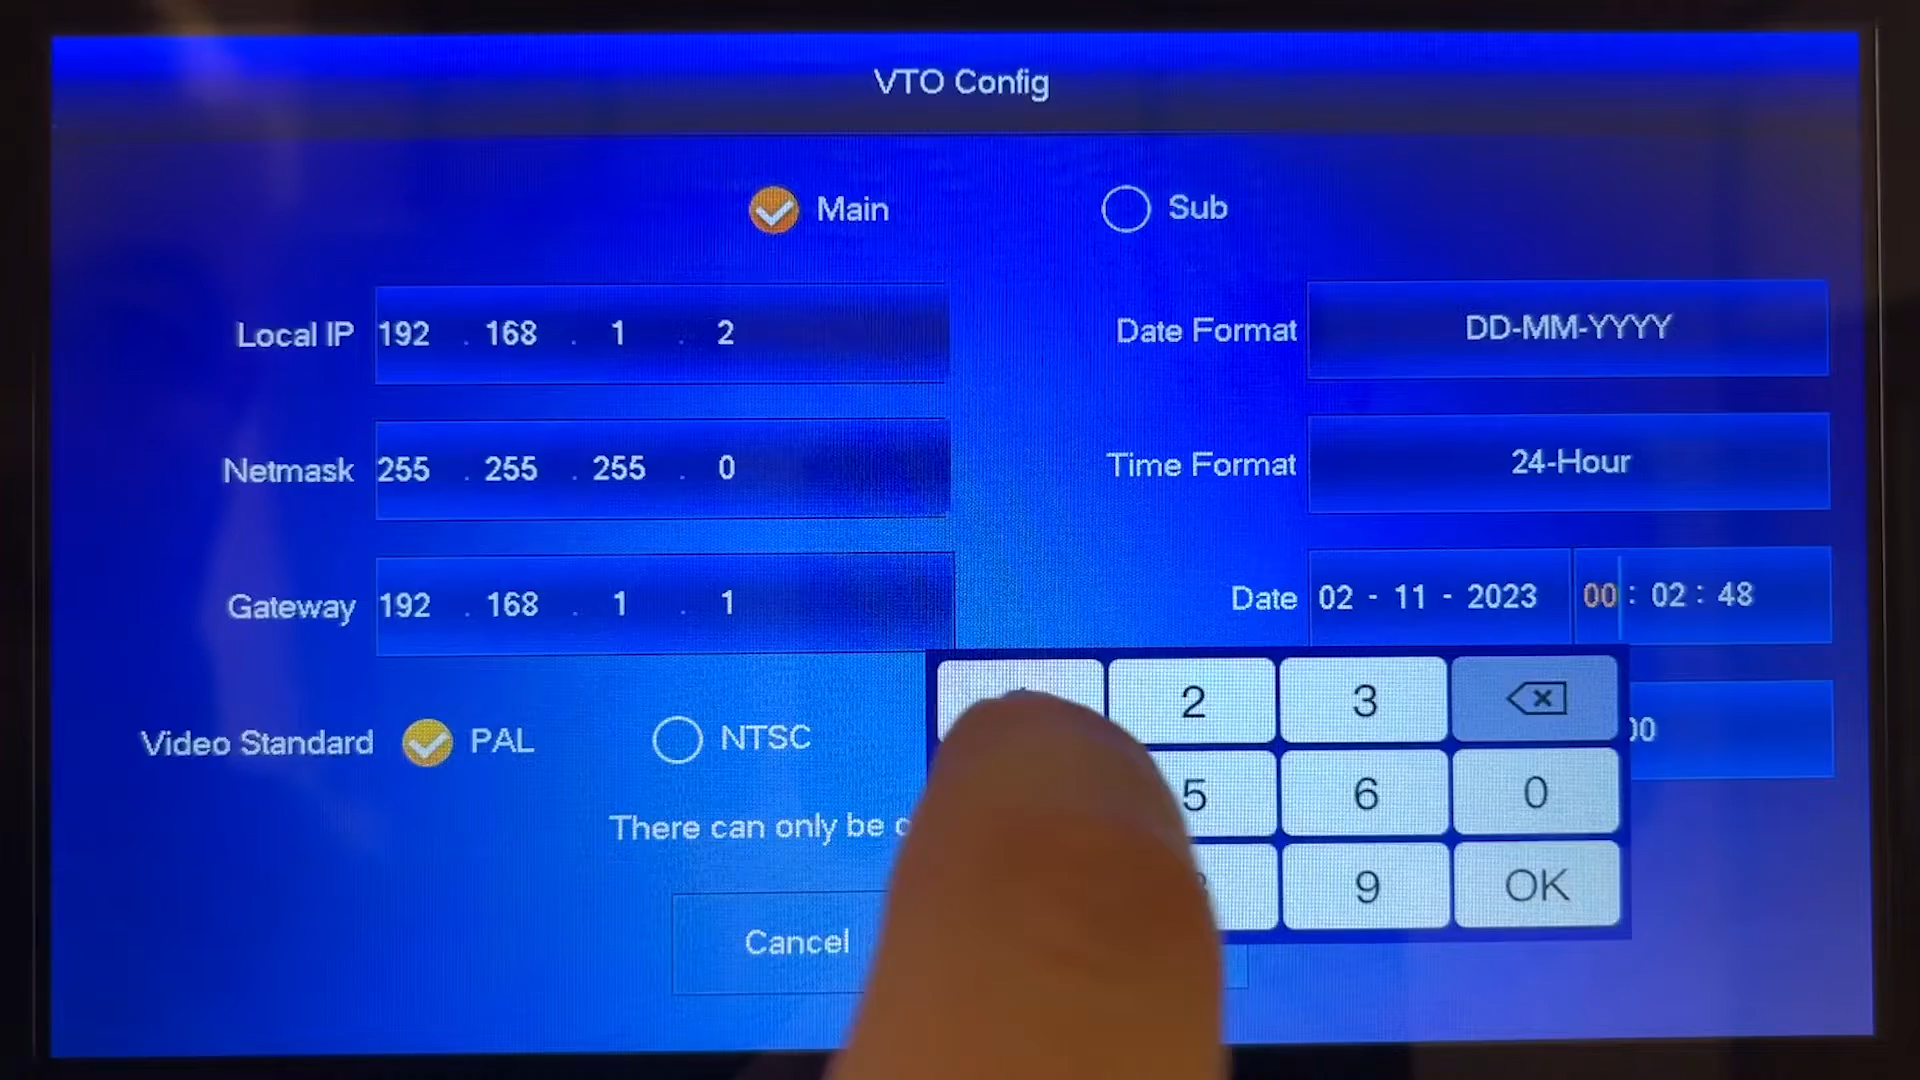 VTO Config
Main
Sub
Local IP 192 . 168 . 1 . 2
Date Format DD-MM-YYYY
Netmask 255 . 255 . 255 . 0
Time Format 24-Hour
Gateway 192 . 168 . 1 . 1
Date 02 - 11 - 2023 00 : 02 : 48
2 3
Video Standard PAL NTSC
5 6 0
There can only be
9 OK
Cancel